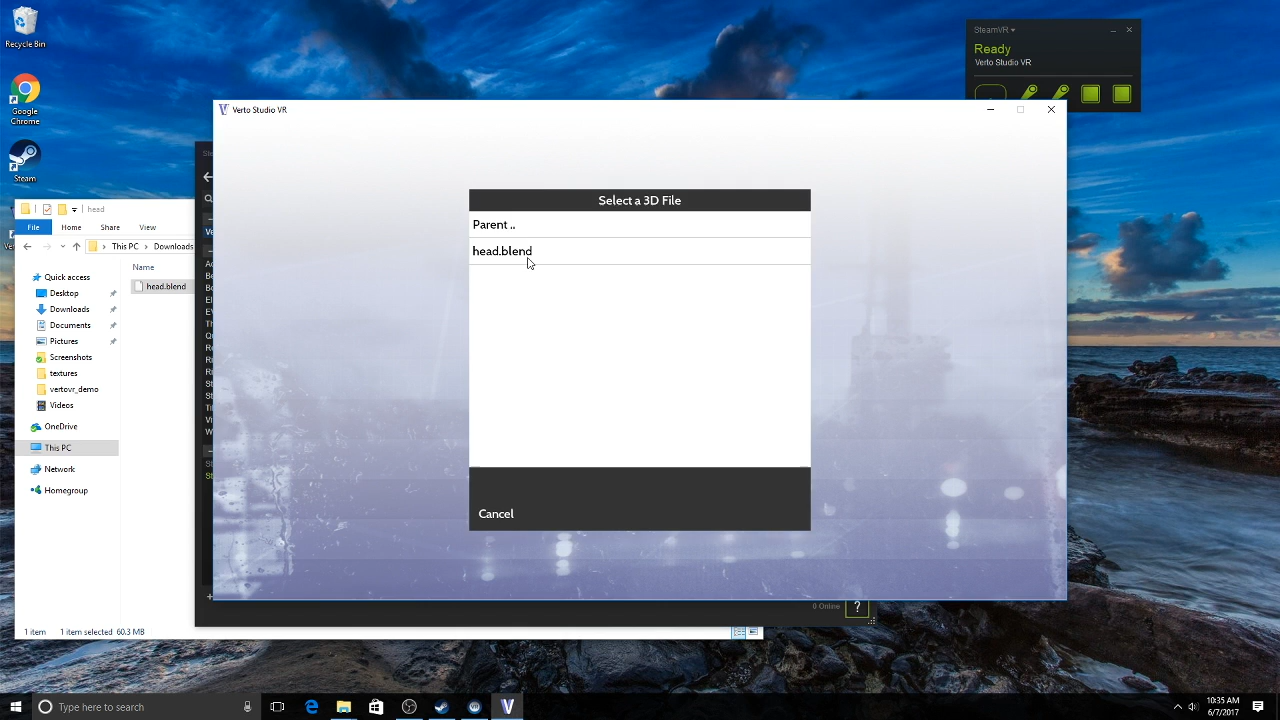 Recycle Bin
Google
Chrome
Steam
SteamVR
Ready
Verto Studio VR
Verto Studio VR
Select a 3D File
Parent ..
head.blend
Cancel
head
File
Home
Share
View
This PC
Downloads
Name
head.blend
Quick access
Desktop
Downloads
Documents
Pictures
Screenshots
textures
vertovr_demo
Videos
OneDrive
This PC
Network
Homegroup
1 item
1 item selected 60.3 MB
0 Online
?
Type here to search
10:35 AM
6/7/2017